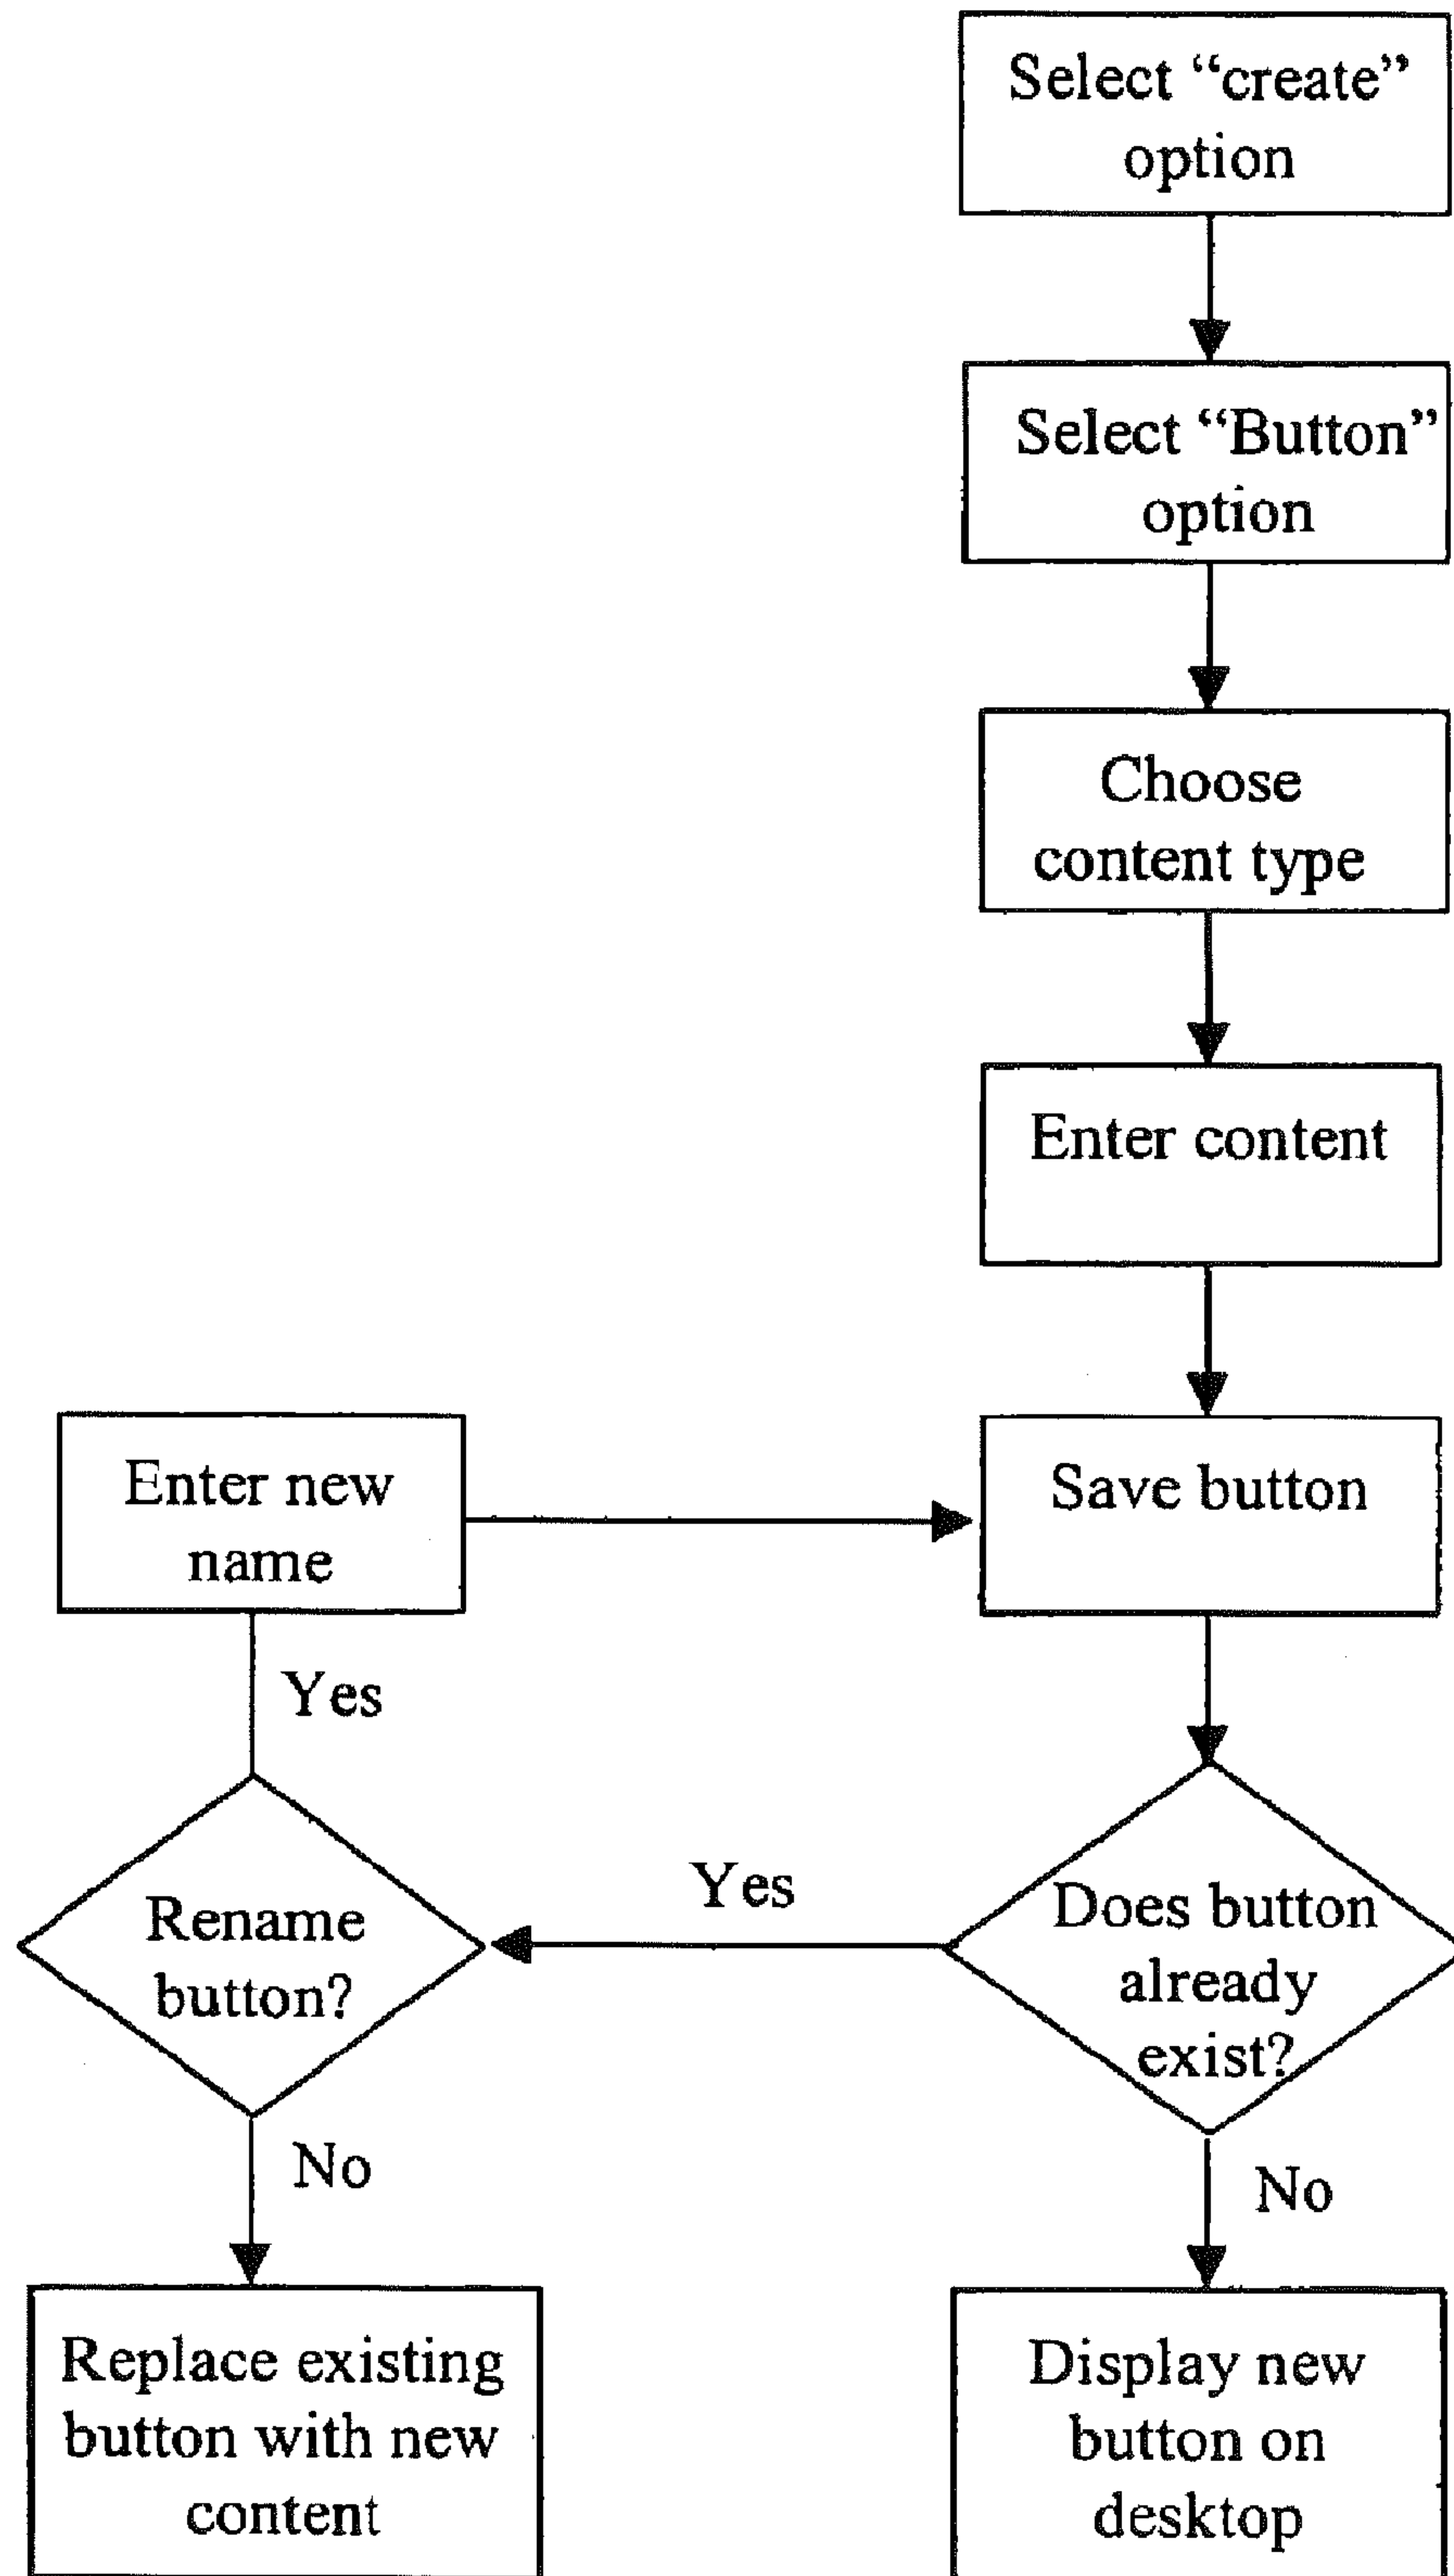 Select “create”
option
Select “Button”
option
Choose
content type
Enter content
Enter new
name
Save button
Yes
Rename
button?
Yes
Does button
already
exist?
No
No
Replace existing
button with new
content
Display new
button on
desktop